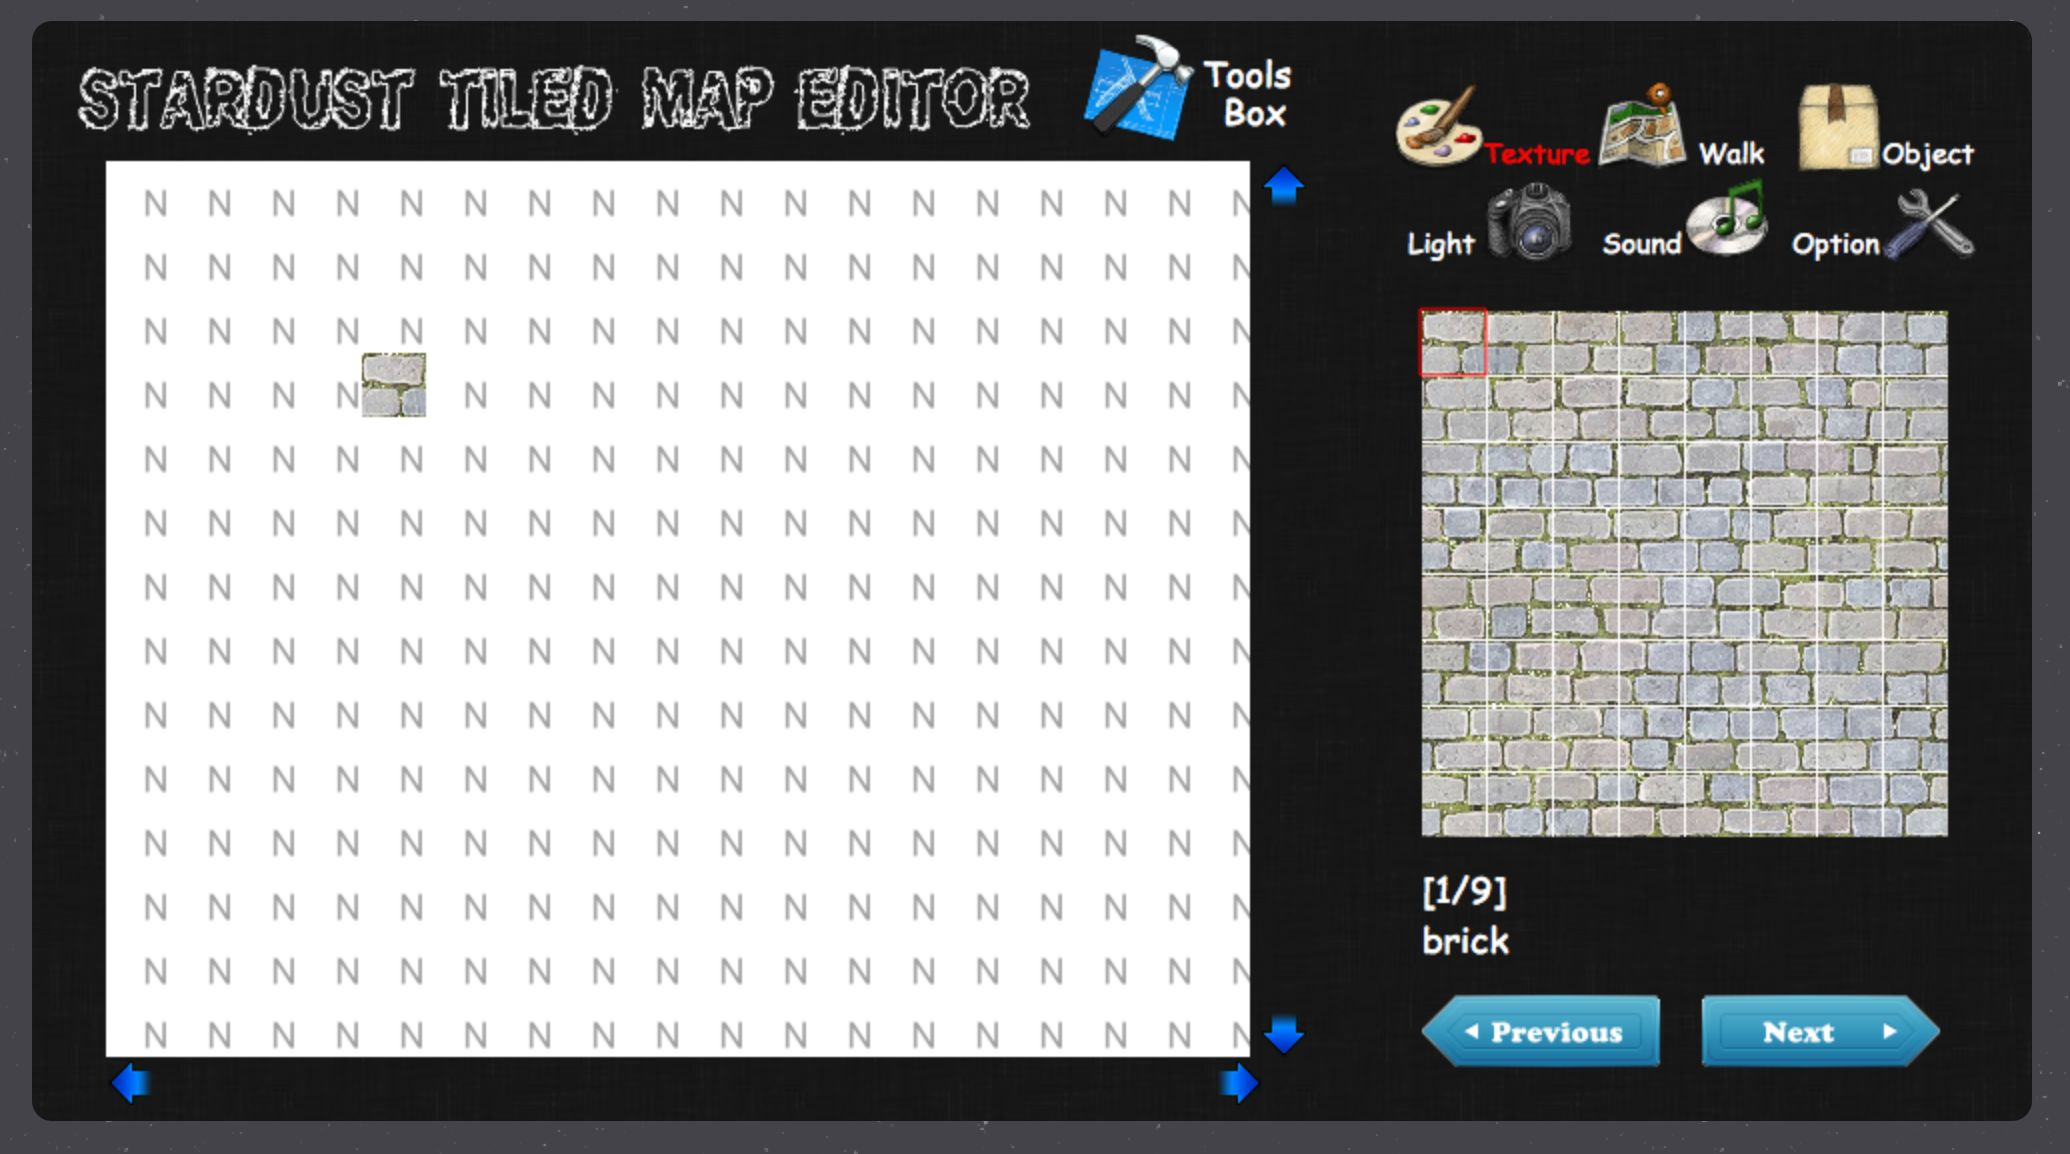 STARDUST TILED MAP EDITOR
Tools
Box
Texture
Walk
Object
Light
Sound
Option
N N N N N N N N N N N N N N N N N N
N N N N N N N N N N N N N N N N N N
N N N N N N N N N N N N N N N N N N
N N N N N N N N N N N N N N N N N
N N N N N N N N N N N N N N N N N N
N N N N N N N N N N N N N N N N N N
N N N N N N N N N N N N N N N N N N
N N N N N N N N N N N N N N N N N N
N N N N N N N N N N N N N N N N N N
N N N N N N N N N N N N N N N N N N
N N N N N N N N N N N N N N N N N N
N N N N N N N N N N N N N N N N N N
N N N N N N N N N N N N N N N N N N
N N N N N N N N N N N N N N N N N N
[1/9]
brick
Previous
Next